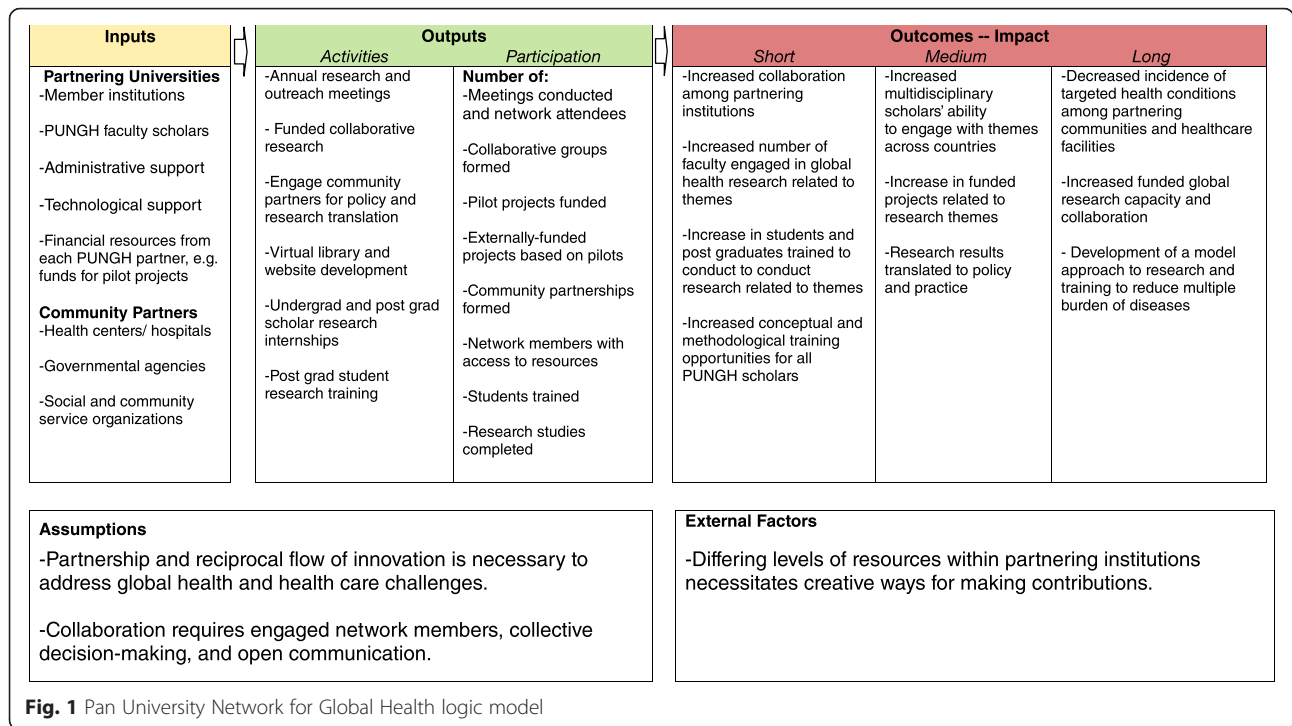 Inputs
Partnering Universities
-Member institutions
-PUNGH faculty scholars
-Administrative support
-Technological support
-Financial resources from
each PUNGH partner, e.g.
funds for pilot projects
Community Partners
-Health centers/ hospitals
-Governmental agencies
-Social and community
service organizations
Outputs
Activities
-Annual research and
outreach meetings
- Funded collaborative
research
-Engage community
partners for policy and
research translation
-Virtual library and
website development
-Undergrad and post grad
scholar research
internships
-Post grad student
research training
Participation
Number of:
-Meetings conducted
and network attendees
-Collaborative groups
formed
-Pilot projects funded
-Externally-funded
projects based on pilots
-Community partnerships
formed
-Network members with
access to resources
-Students trained
-Research studies
completed
Outcomes -- Impact
Short
-Increased collaboration
among partnering
institutions
-Increased number of
faculty engaged in global
health research related to
themes
-Increase in students and
post graduates trained to
conduct to conduct
research related to themes
-Increased conceptual and
methodological training
opportunities for all
PUNGH scholars
Medium
-Increased
multidisciplinary
scholars' ability
to engage with themes
across countries
-Increase in funded
projects related to
research themes
-Research results
translated to policy
and practice
Long
-Decreased incidence of
targeted health conditions
among partnering
communities and healthcare
facilities
-Increased funded global
research capacity and
collaboration
- Development of a model
approach to research and
training to reduce multiple
burden of diseases
Assumptions
-Partnership and reciprocal flow of innovation is necessary to
address global health and health care challenges.
-Collaboration requires engaged network members, collective
decision-making, and open communication.
External Factors
-Differing levels of resources within partnering institutions
necessitates creative ways for making contributions.
Fig. 1 Pan University Network for Global Health logic model